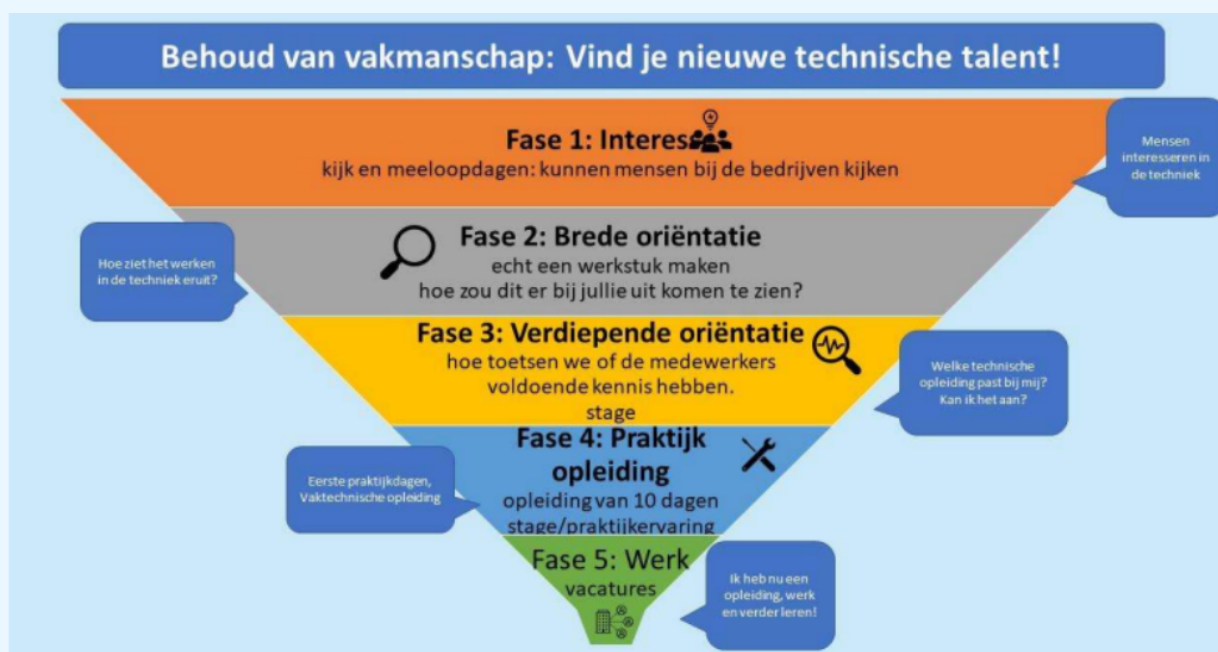 Behoud van vakmanschap: Vind je nieuwe technische talent!
Fase 1: Interes
kijk en meeloopdagen: kunnen mensen bij de bedrijven kijken
Mensen
interesseren in
de techniek
Fase 2: Brede oriëntatie
echt een werkstuk maken
hoe zou dit er bij jullie uit komen te zien?
Hoe ziet het werken
in de techniek eruit?
Fase 3: Verdiepende oriëntatie
hoe toetsen we of de medewerkers
voldoende kennis hebben.
stage
Welke technische
opleiding past bij mij?
Kan ik het aan?
Fase 4: Praktijk
opleiding
opleiding van 10 dagen
stage/praktijkervaring
Eerste praktijkdagen,
Vaktechnische opleiding
Fase 5: Werk
vacatures
Ik heb nu een
opleiding, werk
en verder leren!